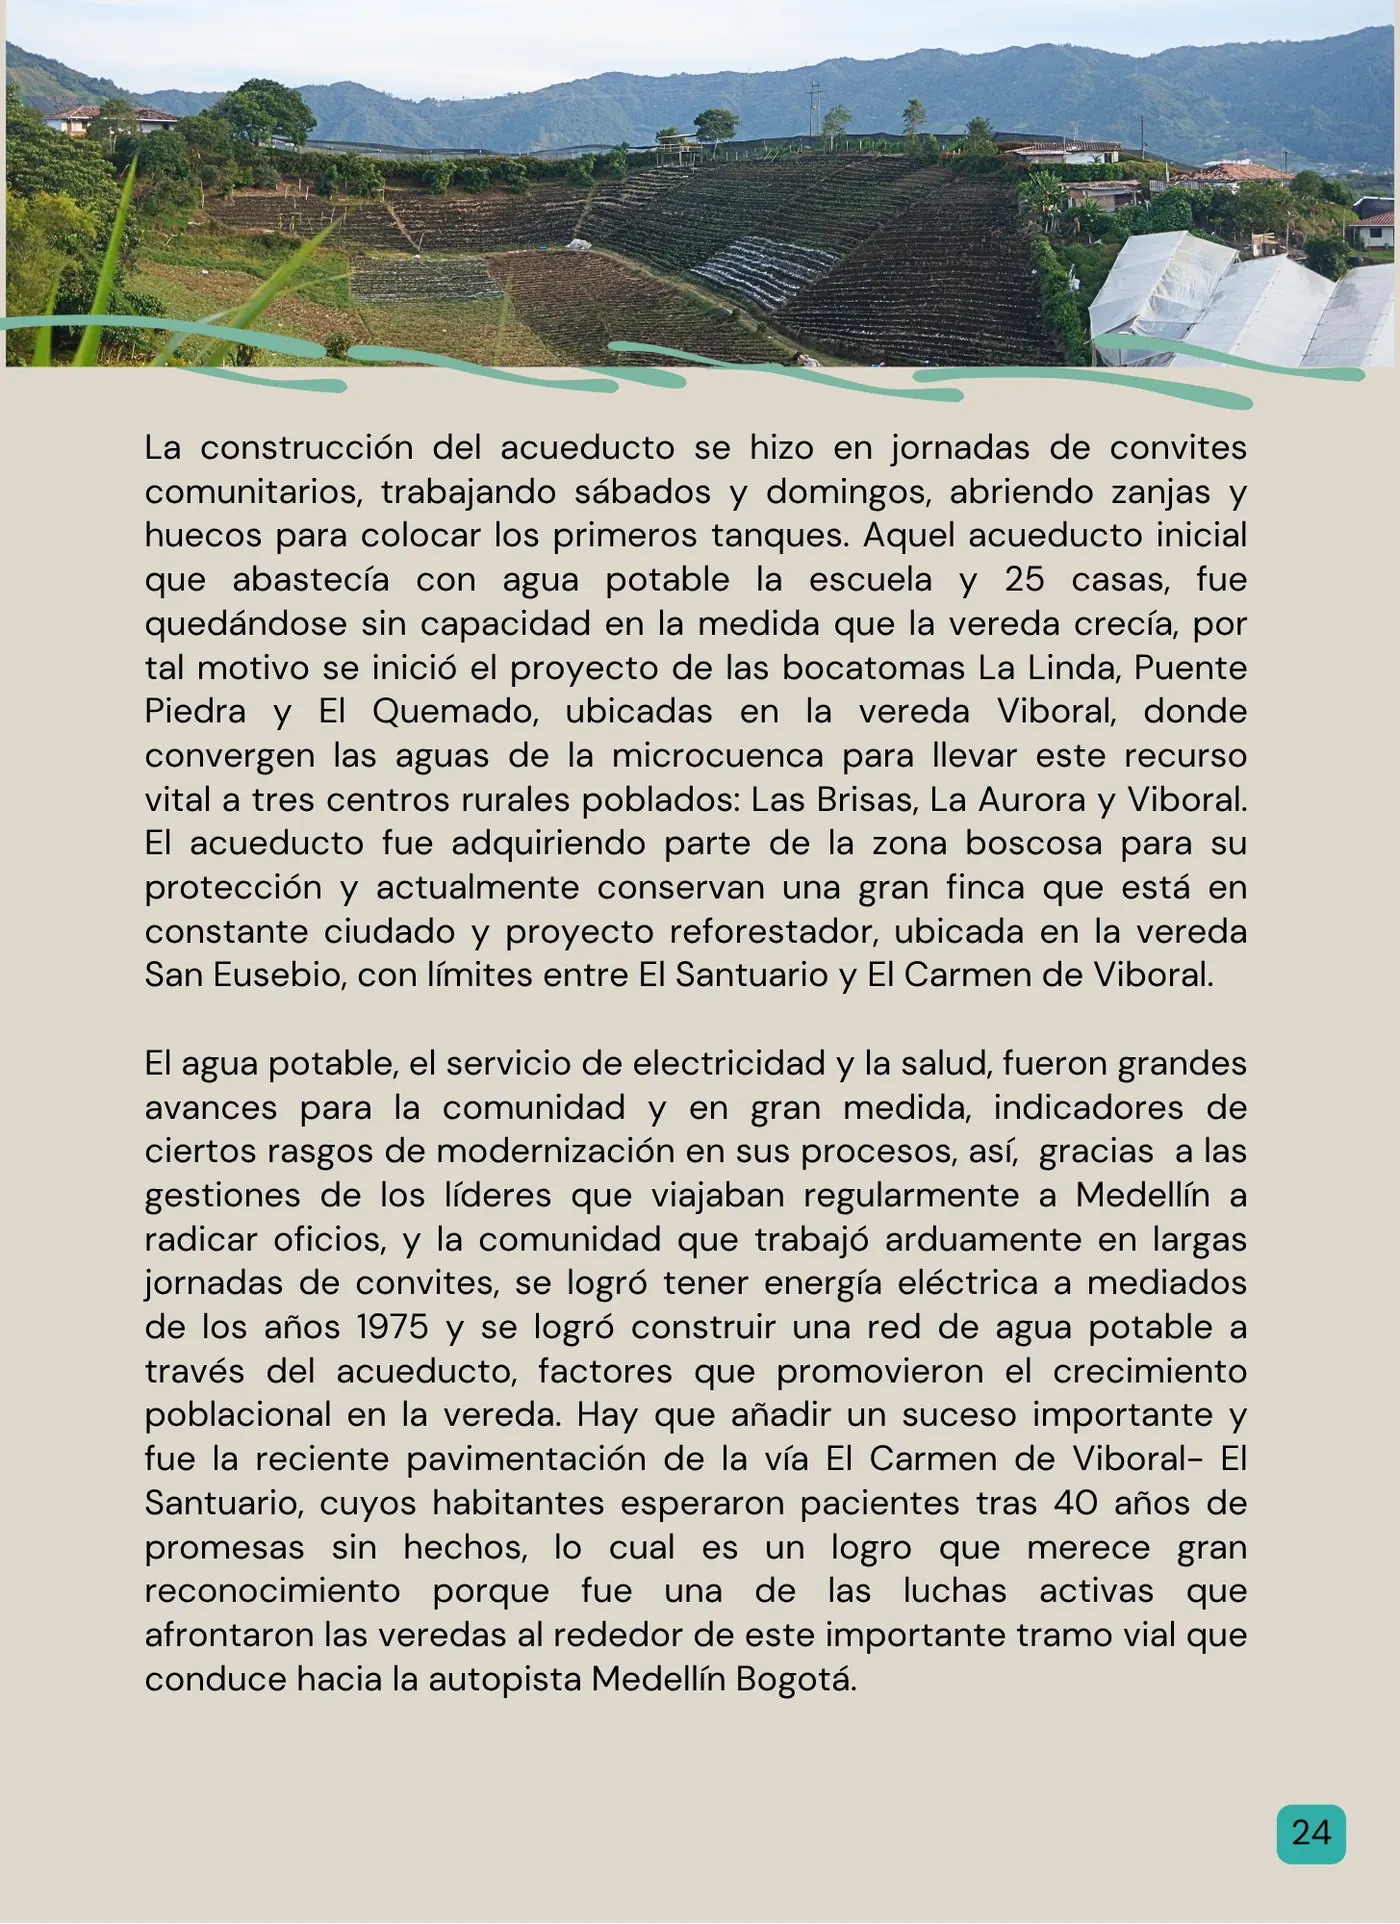 La construcción del acueducto se hizo en jornadas de convites
comunitarios, trabajando sábados y domingos, abriendo zanjas y
huecos para colocar los primeros tanques. Aquel acueducto inicial
que abastecía con agua potable la escuela y 25 casas, fue
quedándose sin capacidad en la medida que la vereda crecía, por
tal motivo se inició el proyecto de las bocatomas La Linda, Puente
Piedra y El Quemado, ubicadas en la vereda Viboral, donde
convergen las aguas de la microcuenca para llevar este recurso
vital a tres centros rurales poblados: Las Brisas, La Aurora y Viboral.
El acueducto fue adquiriendo parte de la zona boscosa para su
protección y actualmente conservan una gran finca que está en
constante ciudado y proyecto reforestador, ubicada en la vereda
San Eusebio, con límites entre El Santuario y El Carmen de Viboral.
El agua potable, el servicio de electricidad y la salud, fueron grandes
avances para la comunidad y en gran medida, indicadores de
ciertos rasgos de modernización en sus procesos, así, gracias a las
gestiones de los líderes que viajaban regularmente a Medellín a
radicar oficios, y la comunidad que trabajó arduamente en largas
jornadas de convites, se logró tener energía eléctrica a mediados
de los años 1975 y se logró construir una red de agua potable a
través del acueducto, factores que promovieron el crecimiento
poblacional en la vereda. Hay que añadir un suceso importante y
fue la reciente pavimentación de la vía El Carmen de Viboral- El
Santuario, cuyos habitantes esperaron pacientes tras 40 años de
promesas sin hechos, lo cual es un logro que merece gran
reconocimiento porque fue una de las luchas activas que
afrontaron las veredas al rededor de este importante tramo vial que
conduce hacia la autopista Medellín Bogotá.
24